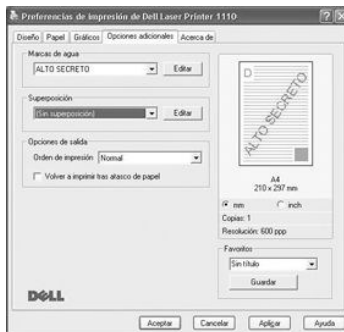 Preferencias de impresión de Dell Laser Printer 1110
Diseño Papel Gráficos Opciones adicionales Acerca de
Marcas de agua
ALTO SECRETO Editar
Superposición
(Sin superposición) Editar
Opciones de salida
Orden de impresión Normal
Volver a imprimir tras atasco de papel
D
ALTO SECRETO
A4
210 x 297 mm
mm inch
Copias: 1
Resolución: 600 ppp
Favoritos
Sin título
Guardar
DELL
Aceptar Cancelar Aplicar Ayuda